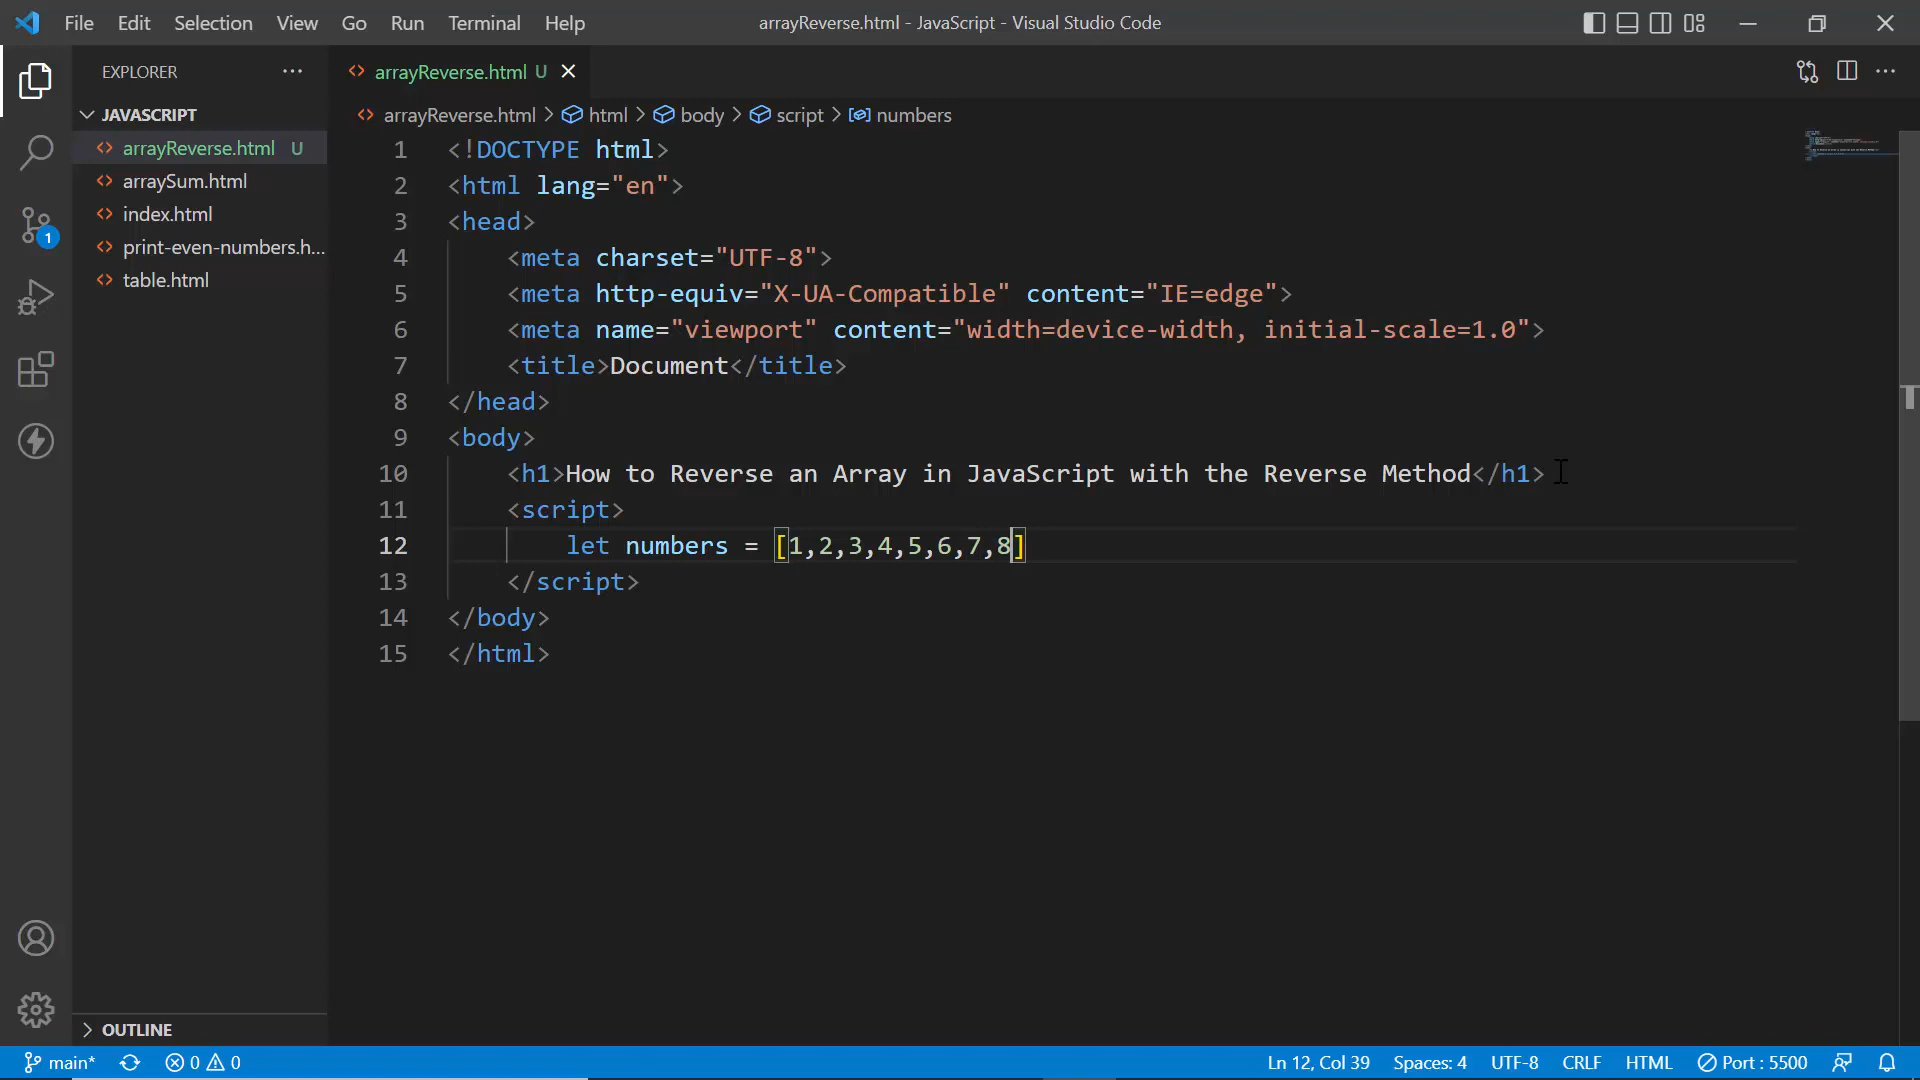 File Edit Selection View Go Run Terminal Help
arrayReverse.html - JavaScript - Visual Studio Code
EXPLORER
JAVASCRIPT
arrayReverse.html U
arraySum.html
index.html
print-even-numbers.h...
table.html
OUTLINE
arrayReverse.html U
arrayReverse.html > html > body > script > numbers
1 <!DOCTYPE html>
2 <html lang="en">
3 <head>
4 <meta charset="UTF-8">
5 <meta http-equiv="X-UA-Compatible" content="IE=edge">
6 <meta name="viewport" content="width=device-width, initial-scale=1.0">
7 <title>Document</title>
8 </head>
9 <body>
10 <h1>How to Reverse an Array in JavaScript with the Reverse Method</h1>
11 <script>
12 let numbers = [1,2,3,4,5,6,7,8]
13 </script>
14 </body>
15 </html>
1
main* 0 0 Ln 12, Col 39 Spaces: 4 UTF-8 CRLF HTML Port : 5500